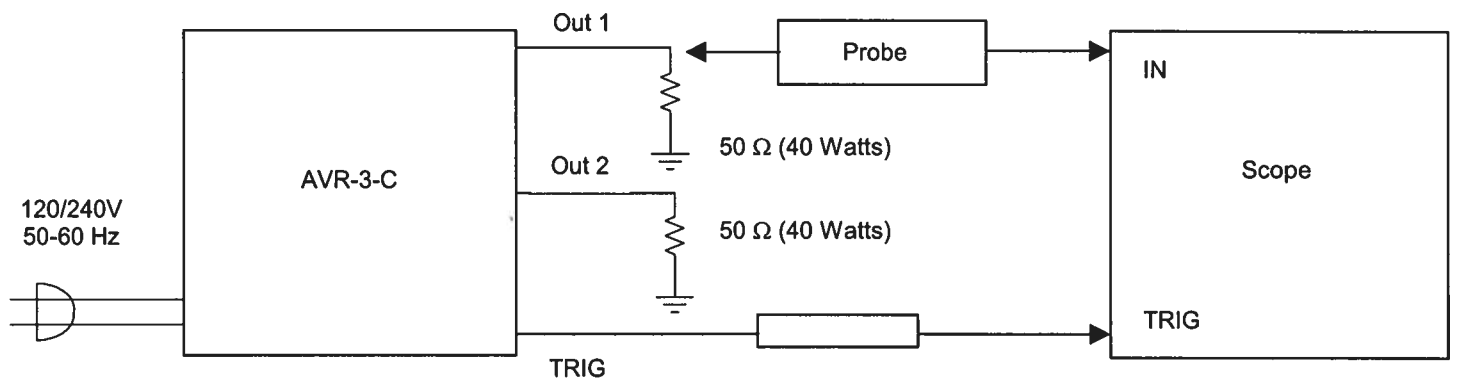 Out 1
Probe
IN
50 Ω (40 Watts)
Out 2
AVR-3-C
Scope
120/240V
50-60 Hz
50 Ω (40 Watts)
TRIG
TRIG